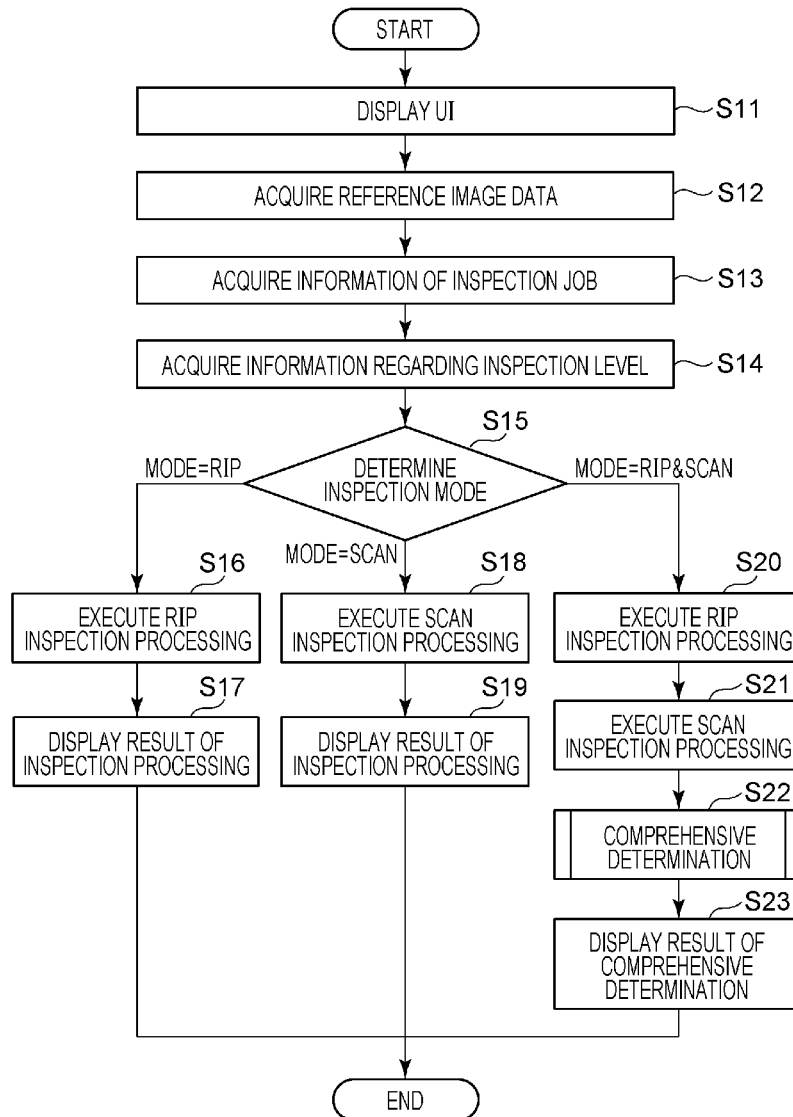 START
DISPLAY UI
S11
ACQUIRE REFERENCE IMAGE DATA
S12
ACQUIRE INFORMATION OF INSPECTION JOB
S13
ACQUIRE INFORMATION REGARDING INSPECTION LEVEL
S14
S15
DETERMINE
INSPECTION MODE
MODE=RIP
MODE=SCAN
MODE=RIP&SCAN
S16
EXECUTE RIP
INSPECTION PROCESSING
S17
DISPLAY RESULT OF
INSPECTION PROCESSING
S18
EXECUTE SCAN
INSPECTION PROCESSING
S19
DISPLAY RESULT OF
INSPECTION PROCESSING
S20
EXECUTE RIP
INSPECTION PROCESSING
S21
EXECUTE SCAN
INSPECTION PROCESSING
S22
COMPREHENSIVE
DETERMINATION
S23
DISPLAY RESULT OF
COMPREHENSIVE
DETERMINATION
END